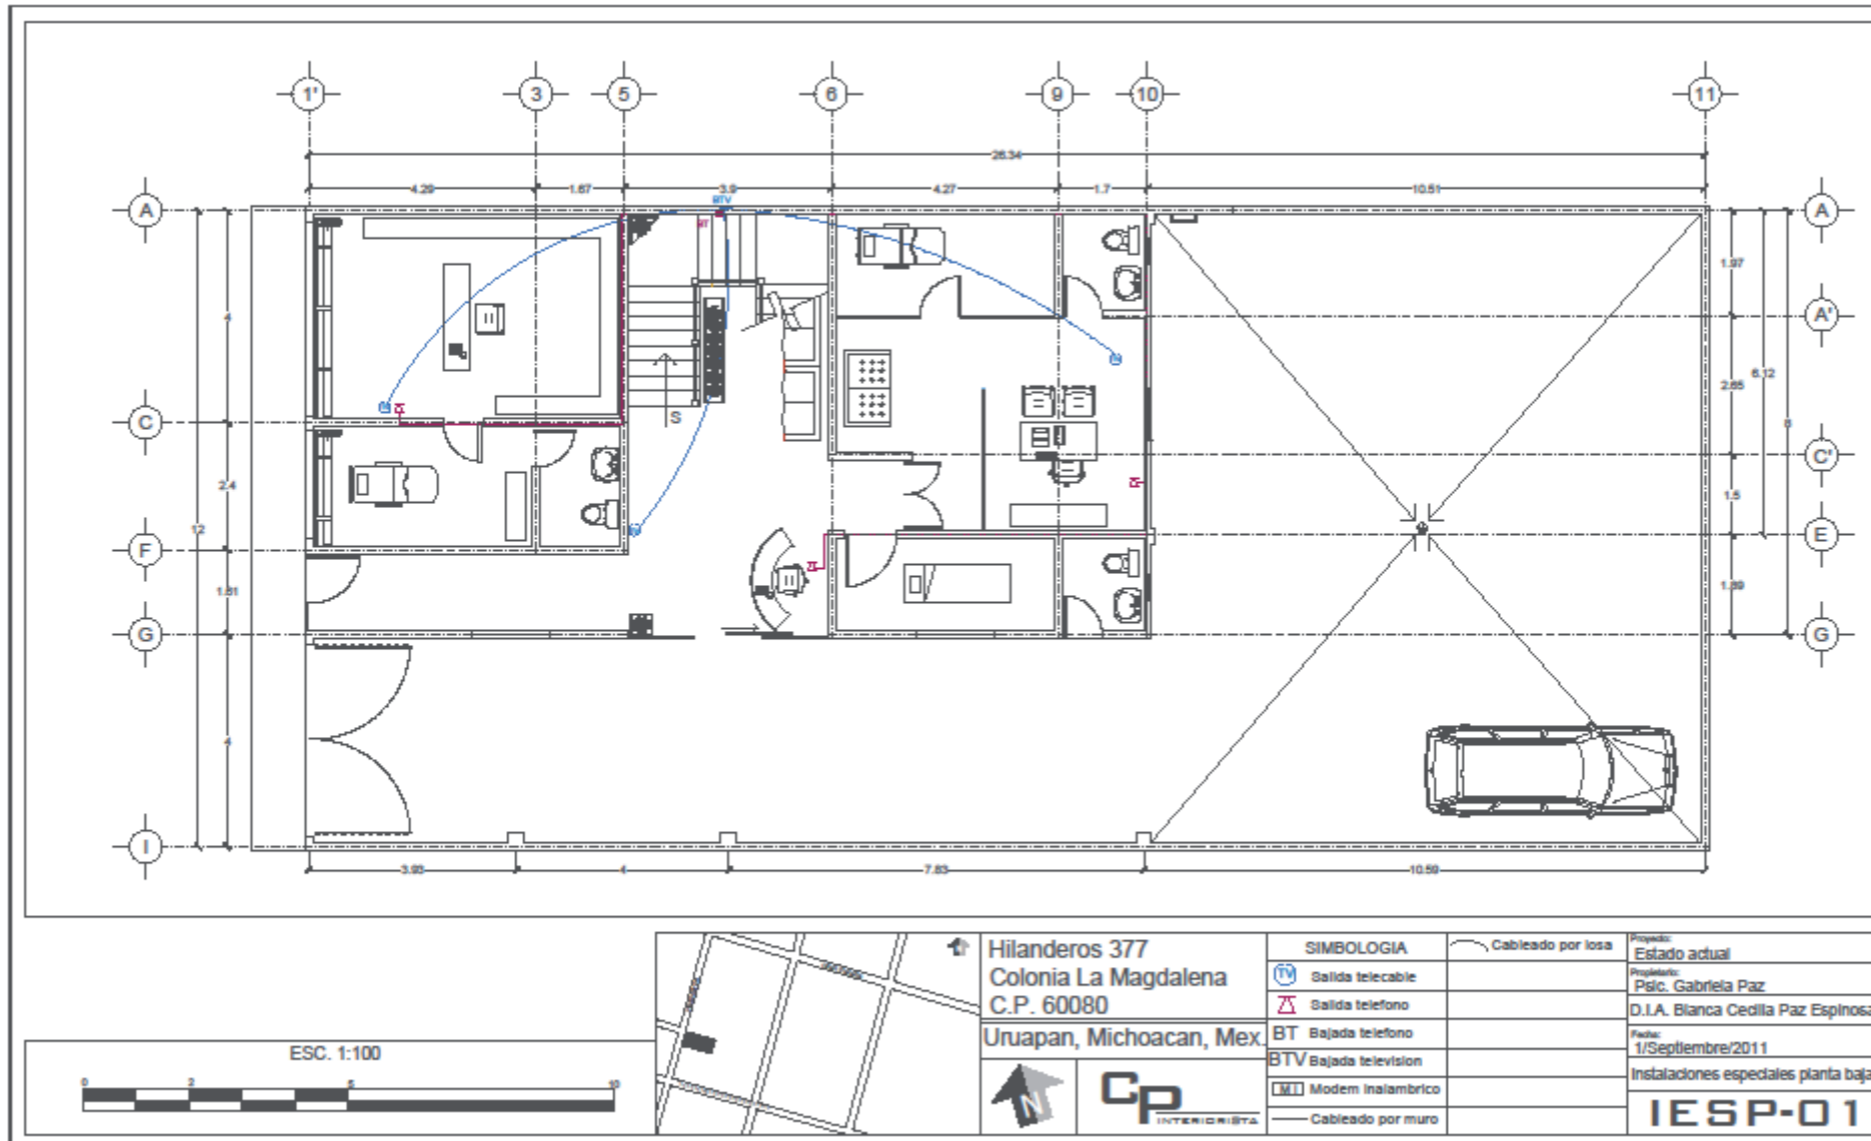 1' 3 5 6 9 10 11
26.34
4.29 1.67 3.9 4.27 1.7 10.51
BTV
A A
BT
1.97
A'
4
6.12
2.65
8
C
S
C'
2.4
1.5
12
F E
1.81
1.89
G G
4
I
3.93 4 7.83 10.59
ESC. 1:100
0 2 5 10
Hilanderos 377
Colonia La Magdalena
C.P. 60080
Uruapan, Michoacan, Mex.
N
CP
INTERIORISTA
SIMBOLOGIA
TV Salida telecable
Salida telefono
BT Bajada telefono
BTV Bajada television
MI Modem inalambrico
Cableado por muro
Cableado por losa
Proyecto:
Estado actual
Propietario:
Psic. Gabriela Paz
D.I.A. Blanca Cecilia Paz Espinosa
Fecha:
1/Septiembre/2011
Instalaciones especiales planta baja
IESP-01